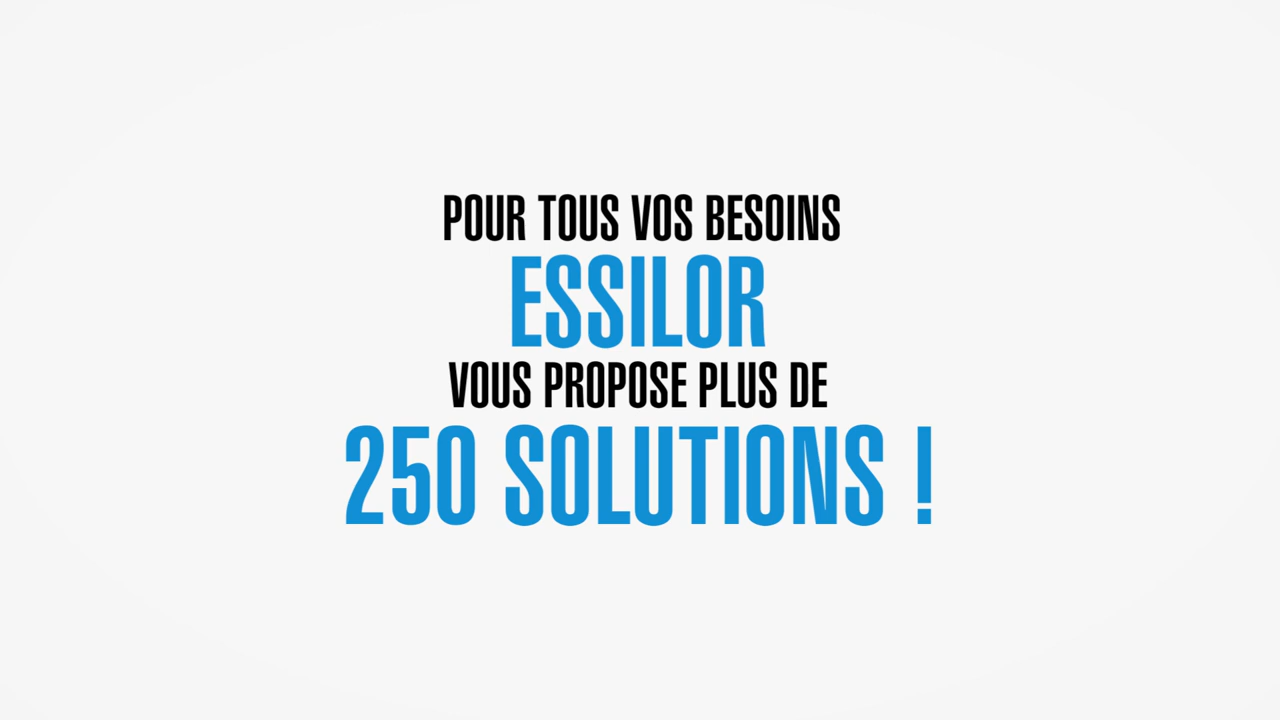 POUR TOUS VOS BESOINS
ESSILOR
VOUS PROPOSE PLUS DE
250 SOLUTIONS !